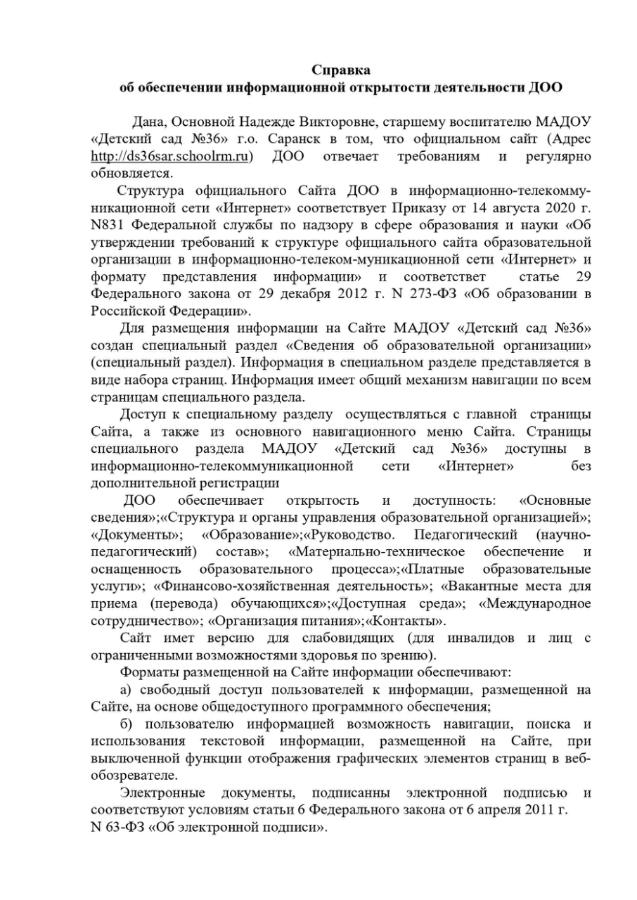 Справка
об обеспечении информационной открытости деятельности ДОО
Дана, Основной Надежде Викторовне, старшему воспитателю МАДОУ
«Детский сад №36» г.о. Саранск в том, что официальном сайт (Адрес
http://ds36sar.schoolrm.ru) ДОО отвечает требованиям и регулярно
обновляется.
Структура официального Сайта ДОО в информационно-телекомму-
никационной сети «Интернет» соответствует Приказу от 14 августа 2020 г.
N831 Федеральной службы по надзору в сфере образования и науки «Об
утверждении требований к структуре официального сайта образовательной
организации в информационно-телеком-муникационной сети «Интернет» и
формату представления информации» и соответствет статье 29
Федерального закона от 29 декабря 2012 г. N 273-ФЗ «Об образовании в
Российской Федерации».
Для размещения информации на Сайте МАДОУ «Детский сад №36»
создан специальный раздел «Сведения об образовательной организации»
(специальный раздел). Информация в специальном разделе представляется в
виде набора страниц. Информация имеет общий механизм навигации по всем
страницам специального раздела.
Доступ к специальному разделу осуществляться с главной страницы
Сайта, а также из основного навигационного меню Сайта. Страницы
специального раздела МАДОУ «Детский сад №36» доступны в
информационно-телекоммуникационной сети «Интернет» без
дополнительной регистрации
ДОО обеспечивает открытость и доступность: «Основные
сведения»;«Структура и органы управления образовательной организацией»;
«Документы»; «Образование»;«Руководство. Педагогический (научно-
педагогический) состав»; «Материально-техническое обеспечение и
оснащенность образовательного процесса»;«Платные образовательные
услуги»; «Финансово-хозяйственная деятельность»; «Вакантные места для
приема (перевода) обучающихся»;«Доступная среда»; «Международное
сотрудничество»; «Организация питания»;«Контакты».
Сайт имет версию для слабовидящих (для инвалидов и лиц с
ограниченными возможностями здоровья по зрению).
Форматы размещенной на Сайте информации обеспечивают:
а) свободный доступ пользователей к информации, размещенной на
Сайте, на основе общедоступного программного обеспечения;
б) пользователю информацией возможность навигации, поиска и
использования текстовой информации, размещенной на Сайте, при
выключенной функции отображения графических элементов страниц в веб-
обозревателе.
Электронные документы, подписанны электронной подписью и
соответствуют условиям статьи 6 Федерального закона от 6 апреля 2011 г.
N 63-ФЗ «Об электронной подписи».